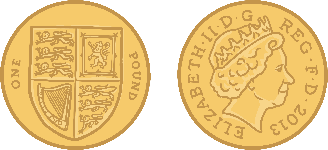 ONE POUND
ELIZABETH·II·D·G REG·F·D·2013